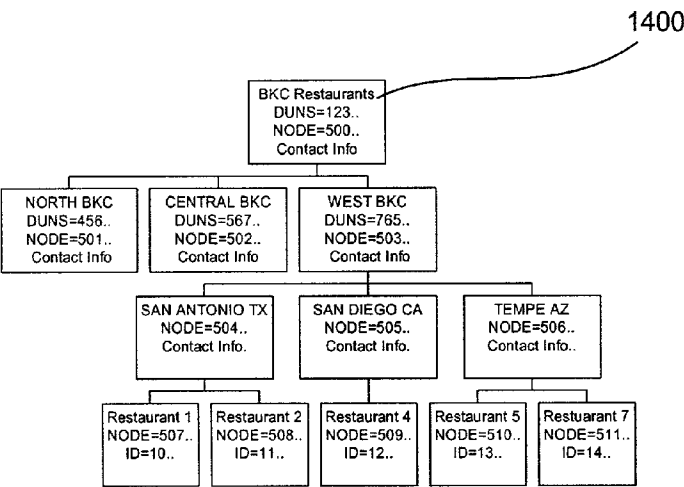 1400
BKC Restaurants
DUNS=123..
NODE=500..
Contact Info
NORTH BKC
DUNS=456..
NODE=501..
Contact Info
CENTRAL BKC
DUNS=567..
NODE=502..
Contact Info
WEST BKC
DUNS=765..
NODE=503..
Contact Info
SAN ANTONIO TX
NODE=504..
Contact Info.
SAN DIEGO CA
NODE=505..
Contact Info.
TEMPE AZ
NODE=506..
Contact Info..
Restaurant 1
NODE=507..
ID=10..
Restaurant 2
NODE=508..
ID=11..
Restaurant 4
NODE=509..
ID=12..
Restaurant 5
NODE=510..
ID=13..
Restuarant 7
NODE=511..
ID=14..